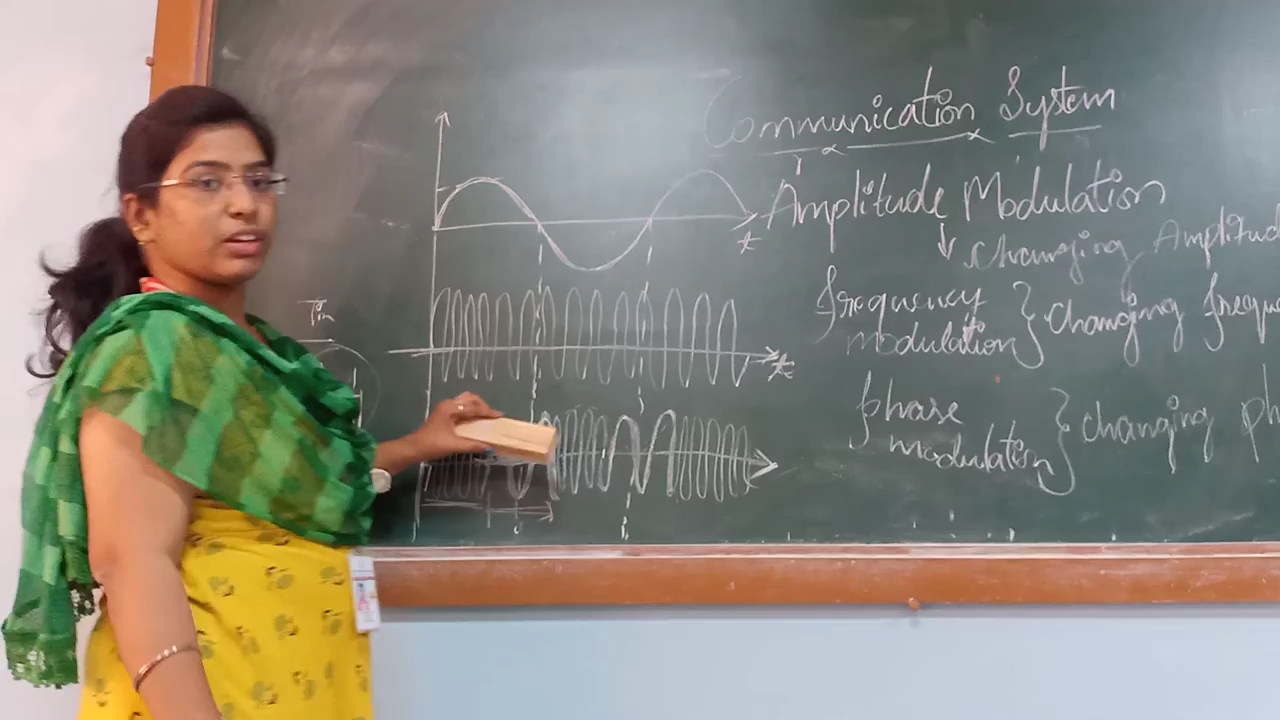 Communication System
Amplitude Modulation
changing Amplitud
frequency
modulation
changing freque
phase
modulation
changing ph
t
t